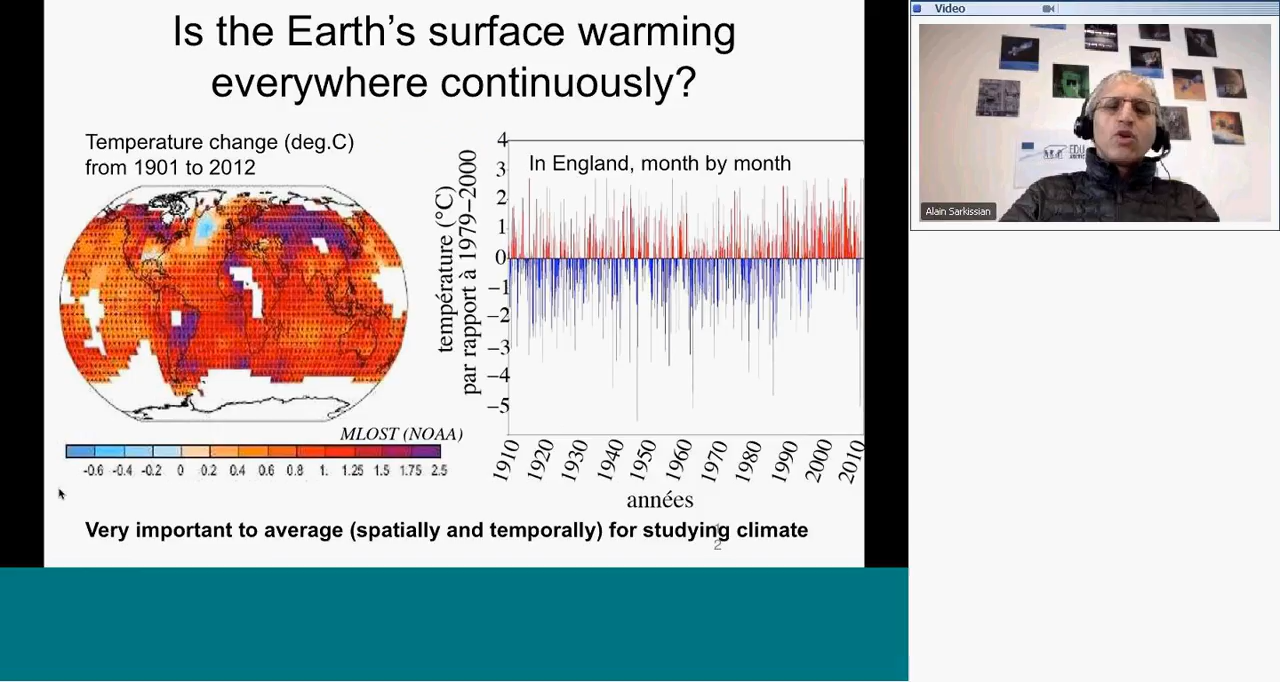 Is the Earth's surface warming
everywhere continuously?
Temperature change (deg.C)
from 1901 to 2012
MLOST (NOAA)
-0.6 -0.4 -0.2 0 0.2 0.4 0.6 0.8 1. 1.25 1.5 1.75 2.5
température (°C)
par rapport à 1979–2000
4
3
2
1
0
−1
−2
−3
−4
−5
In England, month by month
1910 1920 1930 1940 1950 1960 1970 1980 1990 2000 2010
années
Very important to average (spatially and temporally) for studying climate
1
2
Video
EDU
Alain Sarkissian